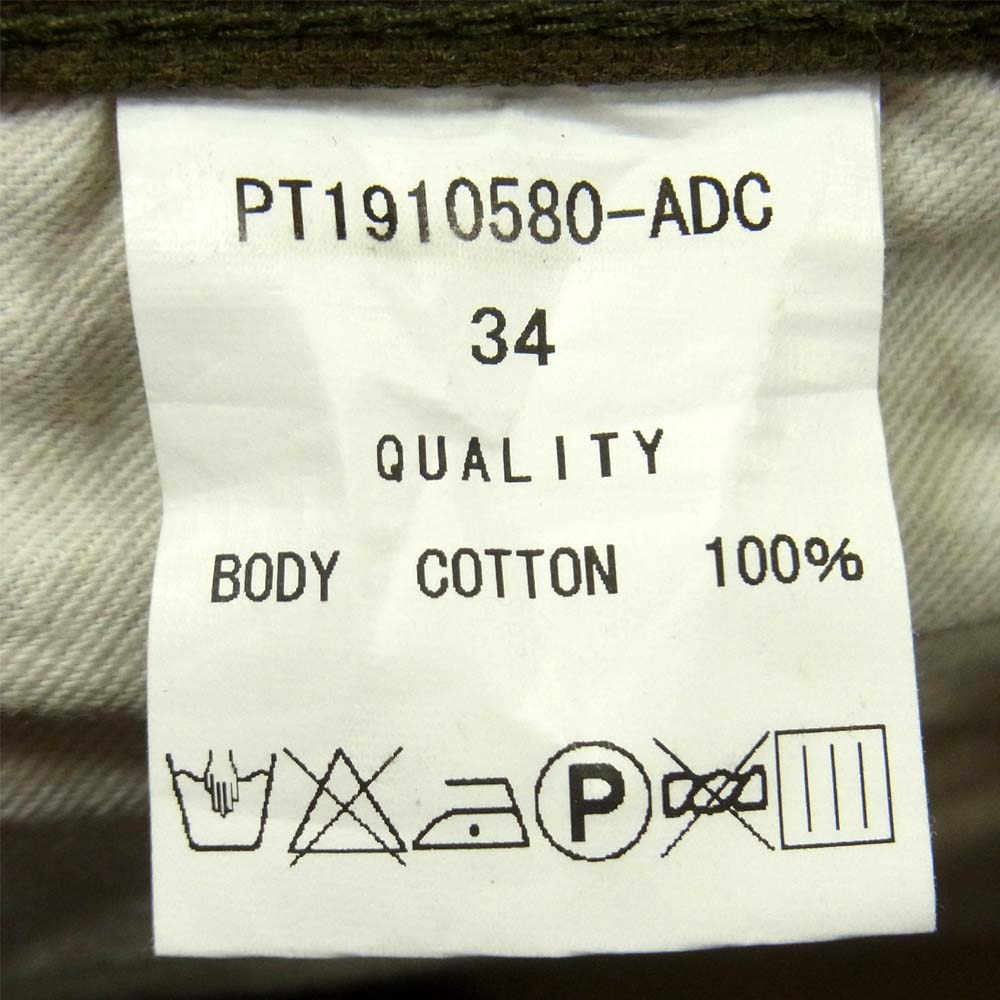 PT1910580-ADC
34
QUALITY
BODY COTTON 100%
P